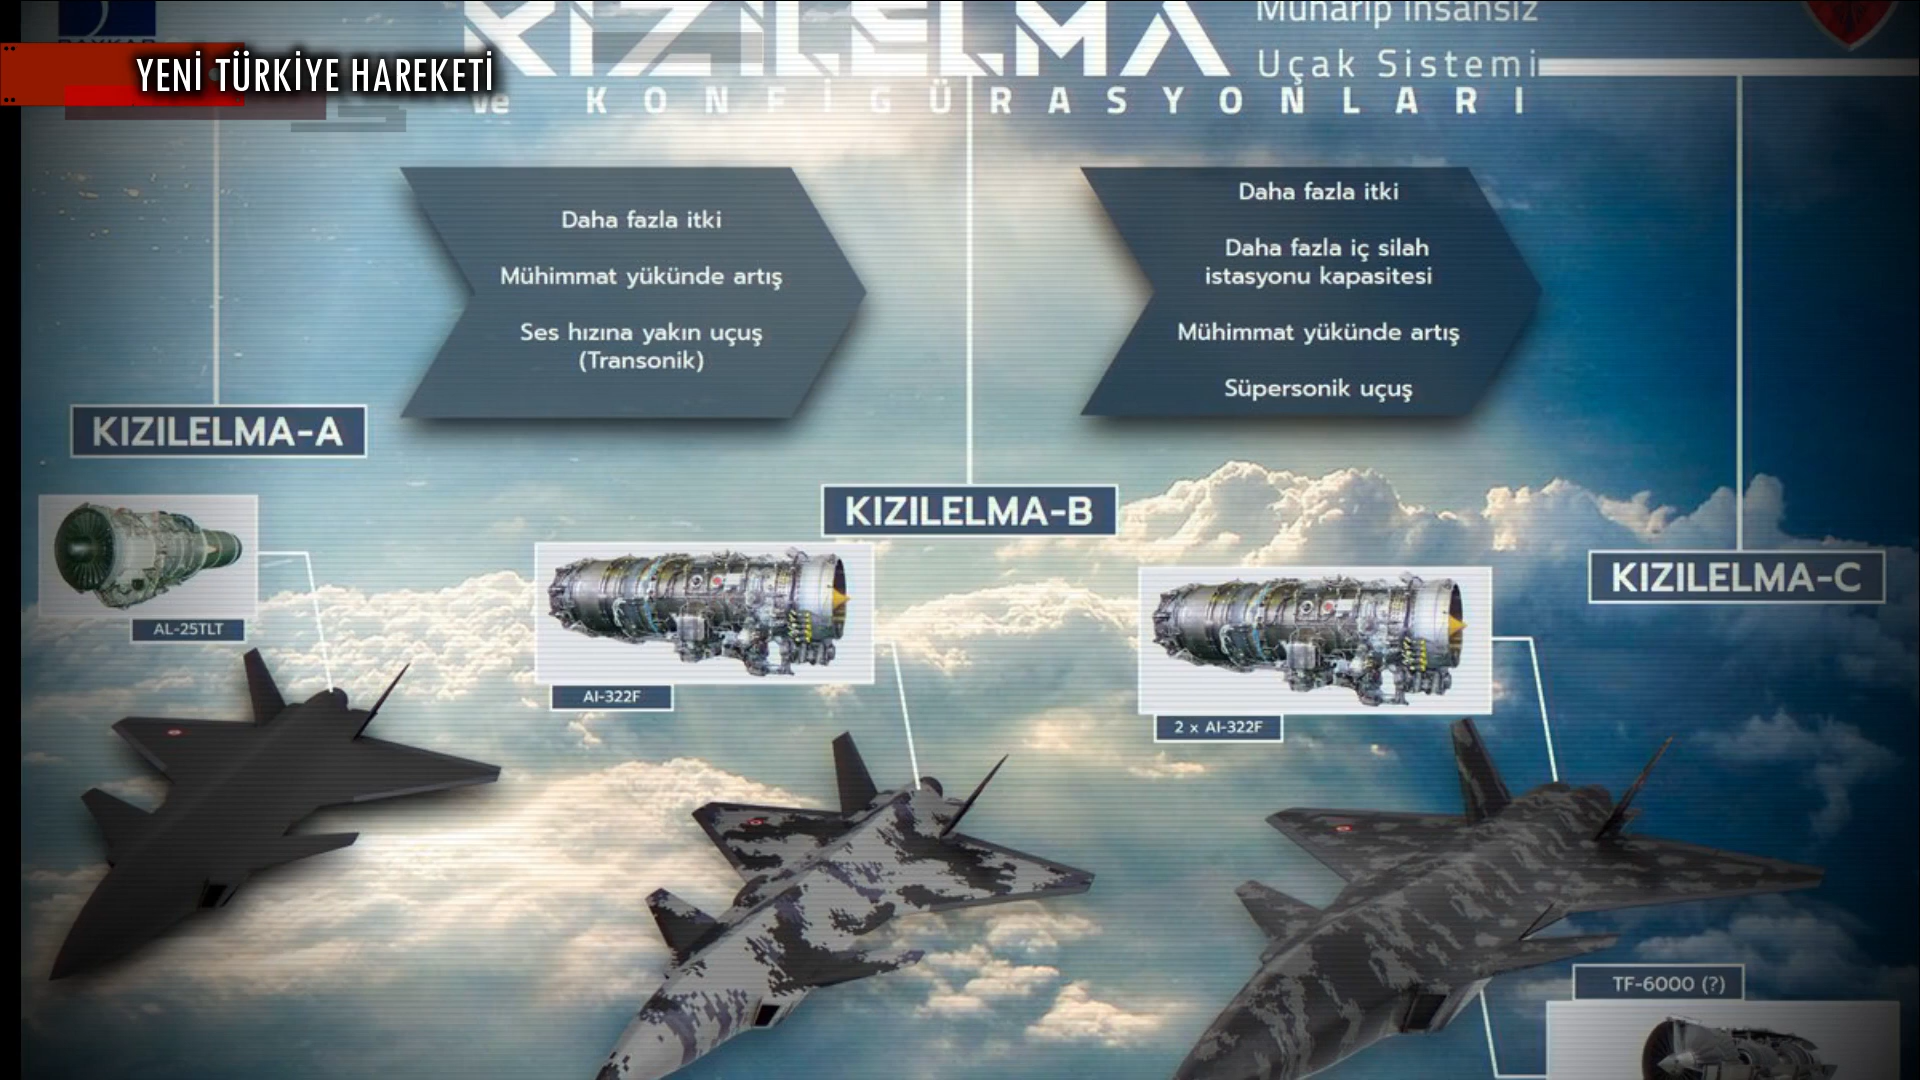 BAYKAR
YENİ TÜRKİYE HAREKETİ
KIZILELMA
Muharip İnsansız
Uçak Sistemi
ve KONFİGÜRASYONLARI
Daha fazla itki
Mühimmat yükünde artış
Ses hızına yakın uçuş
(Transonik)
Daha fazla itki
Daha fazla iç silah
istasyonu kapasitesi
Mühimmat yükünde artış
Süpersonik uçuş
KIZILELMA-A
KIZILELMA-B
KIZILELMA-C
AL-25TLT
AI-322F
2 x AI-322F
TF-6000 (?)